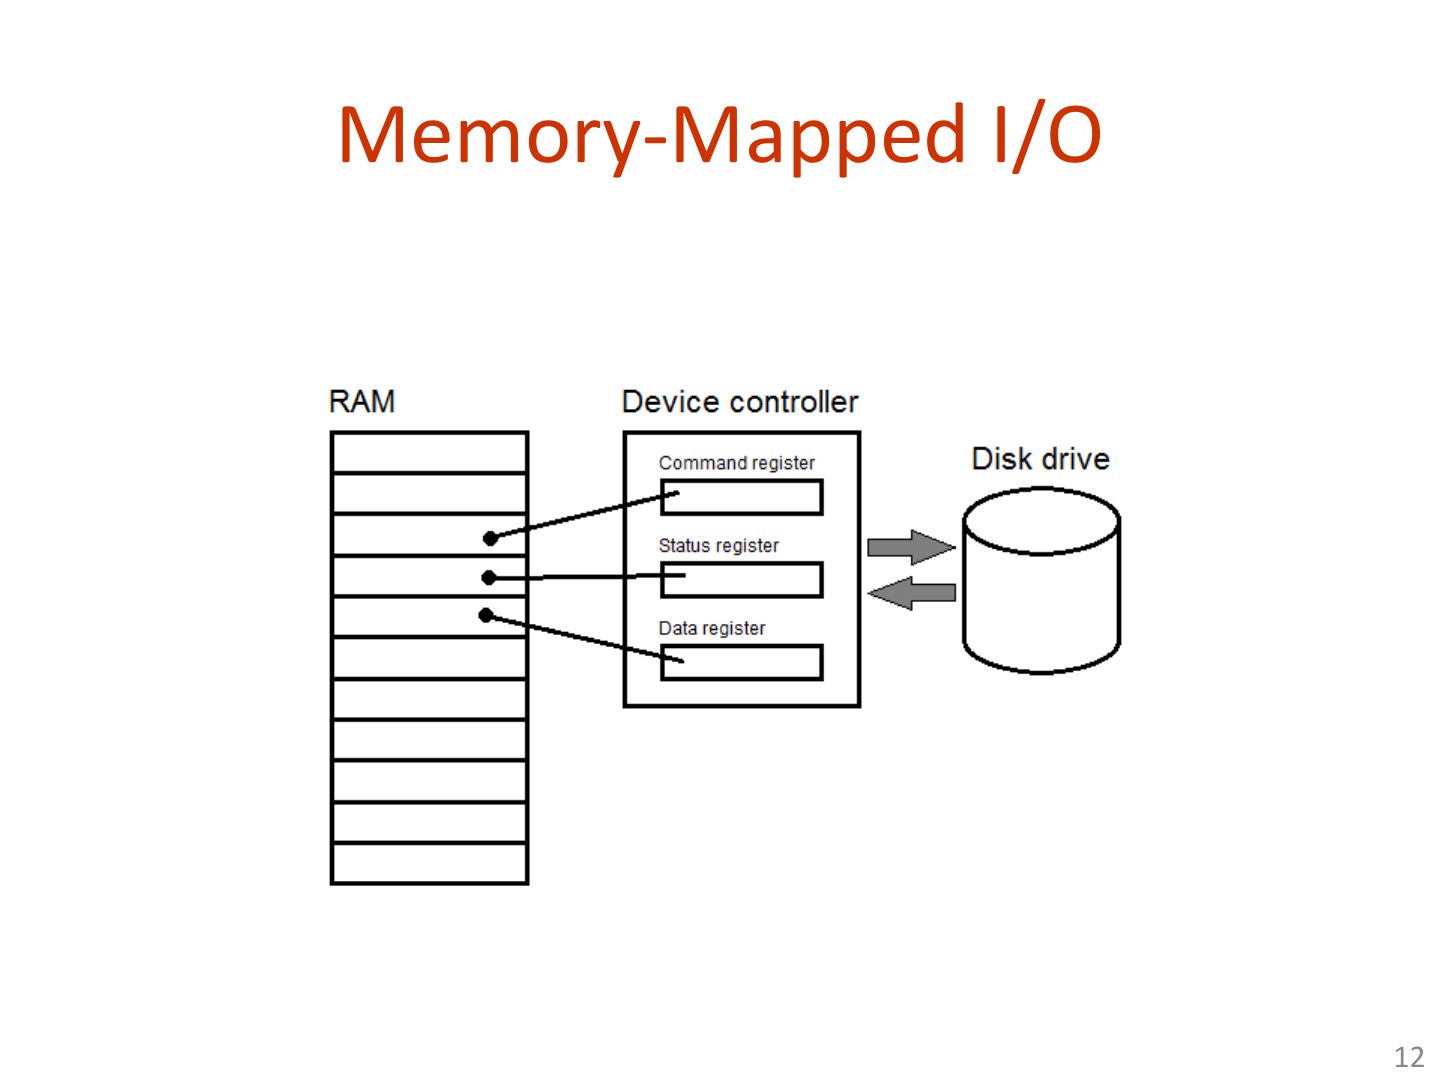 Memory-Mapped I/O
RAM
Device controller
Command register
Status register
Data register
Disk drive
12